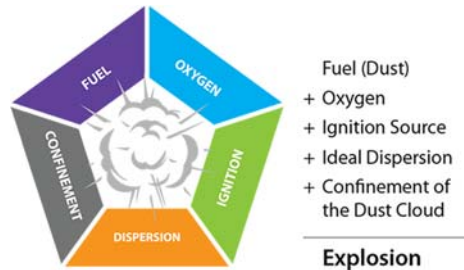 FUEL
OXYGEN
CONFINEMENT
IGNITION
DISPERSION
Fuel (Dust)
+ Oxygen
+ Ignition Source
+ Ideal Dispersion
+ Confinement of
the Dust Cloud
Explosion